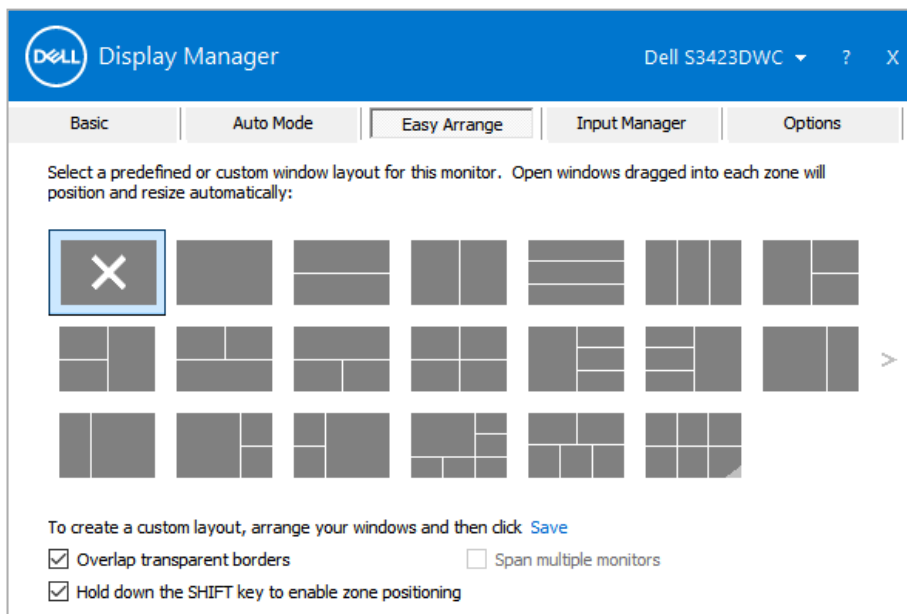 DELL Display Manager Dell S3423DWC ? X
Basic Auto Mode Easy Arrange Input Manager Options
Select a predefined or custom window layout for this monitor. Open windows dragged into each zone will
position and resize automatically:
>
To create a custom layout, arrange your windows and then click Save
Overlap transparent borders Span multiple monitors
Hold down the SHIFT key to enable zone positioning